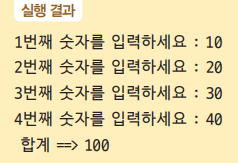 실행 결과
1번째 숫자를 입력하세요 : 10
2번째 숫자를 입력하세요 : 20
3번째 숫자를 입력하세요 : 30
4번째 숫자를 입력하세요 : 40
합계 ==> 100